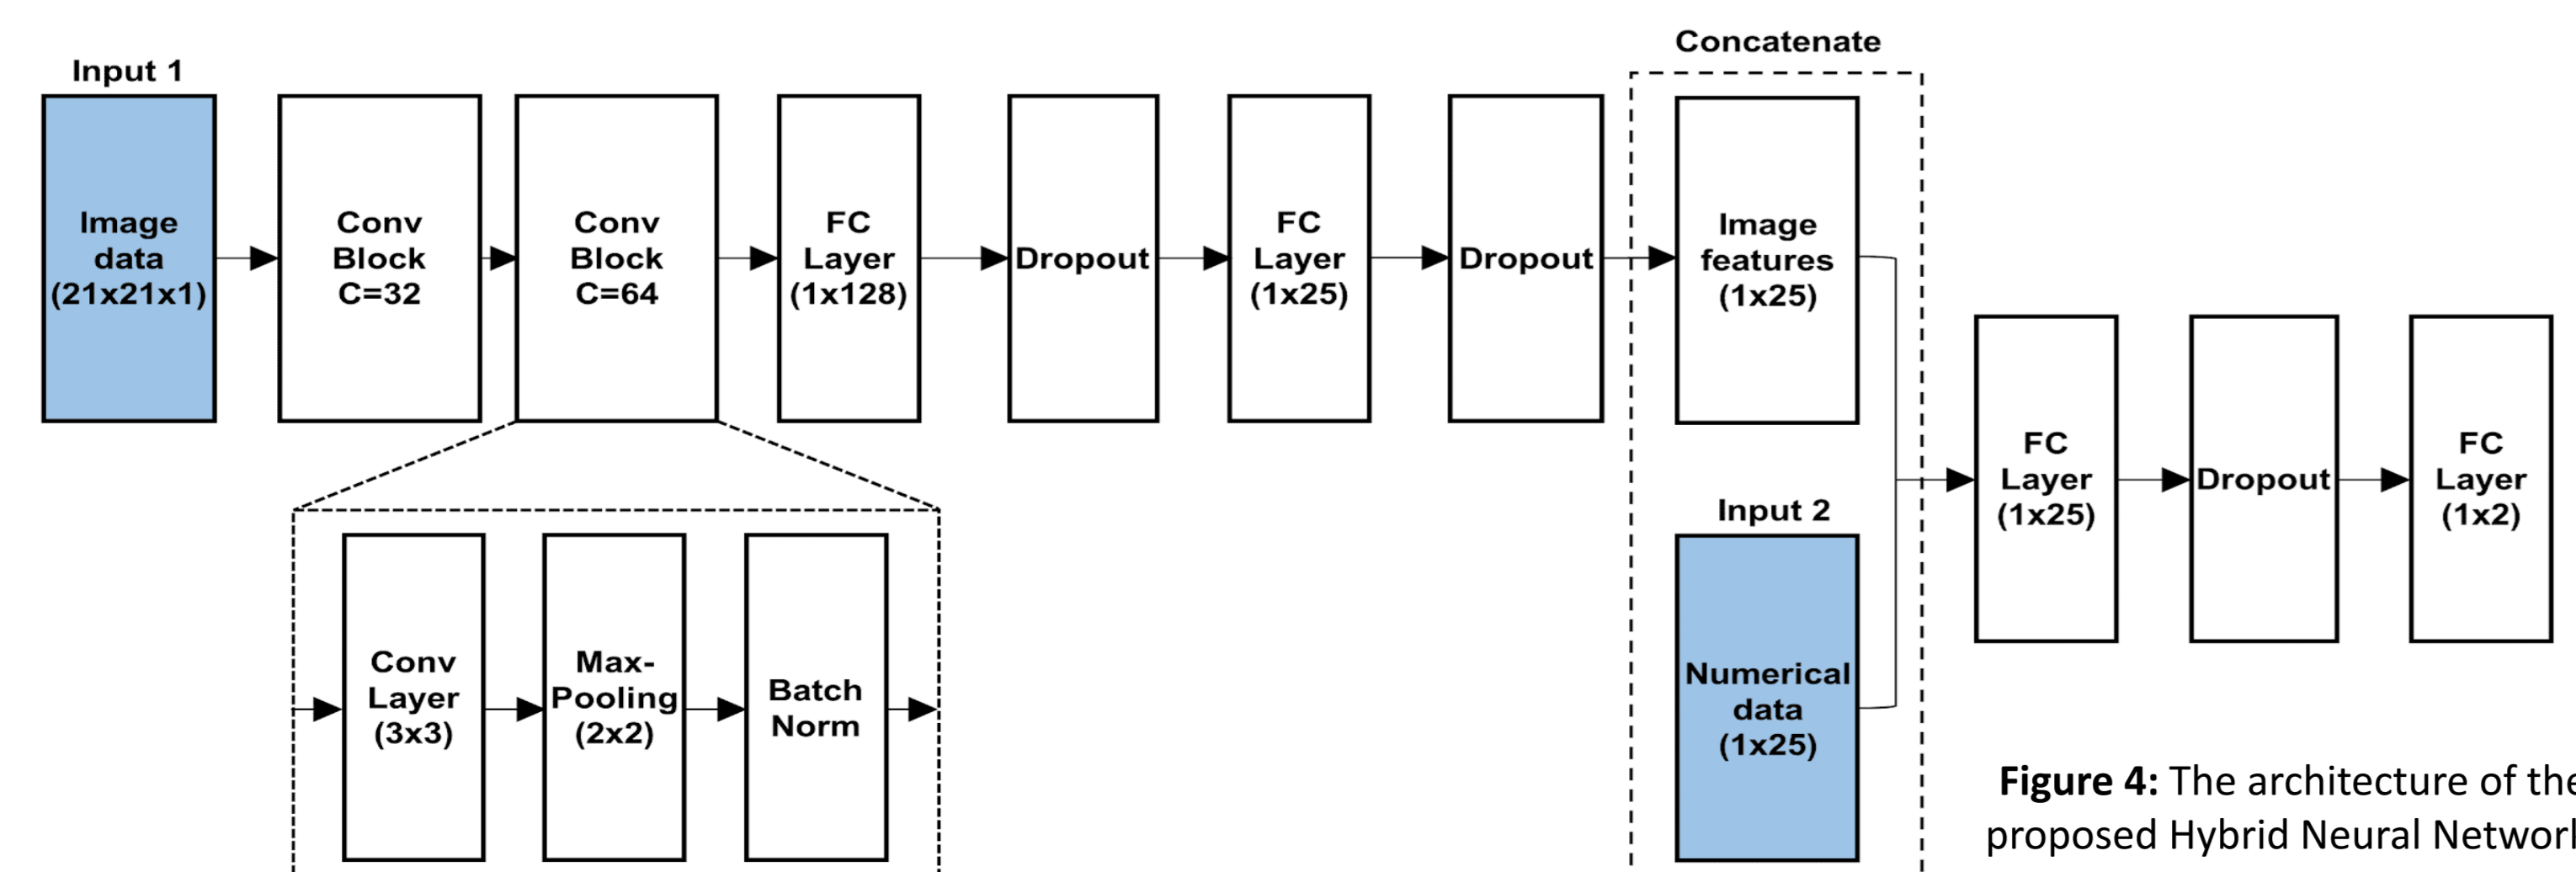 Concatenate
Input 1
Image
data
(21x21x1)
Conv
Block
C=32
Conv
Block
C=64
FC
Layer
(1x128)
Dropout
FC
Layer
(1x25)
Dropout
Image
features
(1x25)
Input 2
Numerical
data
(1x25)
FC
Layer
(1x25)
Dropout
FC
Layer
(1x2)
Conv
Layer
(3x3)
Max-
Pooling
(2x2)
Batch
Norm
Figure 4: The architecture of the
proposed Hybrid Neural Network